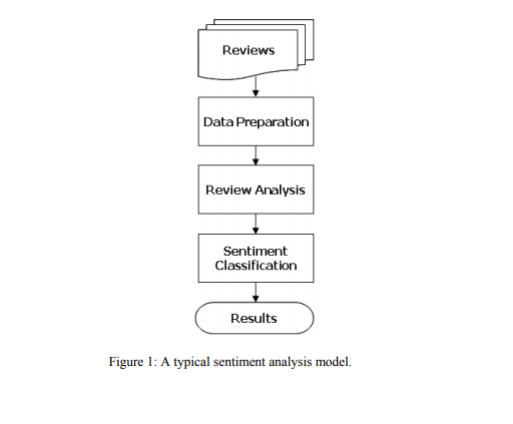 Reviews
Data Preparation
Review Analysis
Sentiment
Classification
Results
Figure 1: A typical sentiment analysis model.